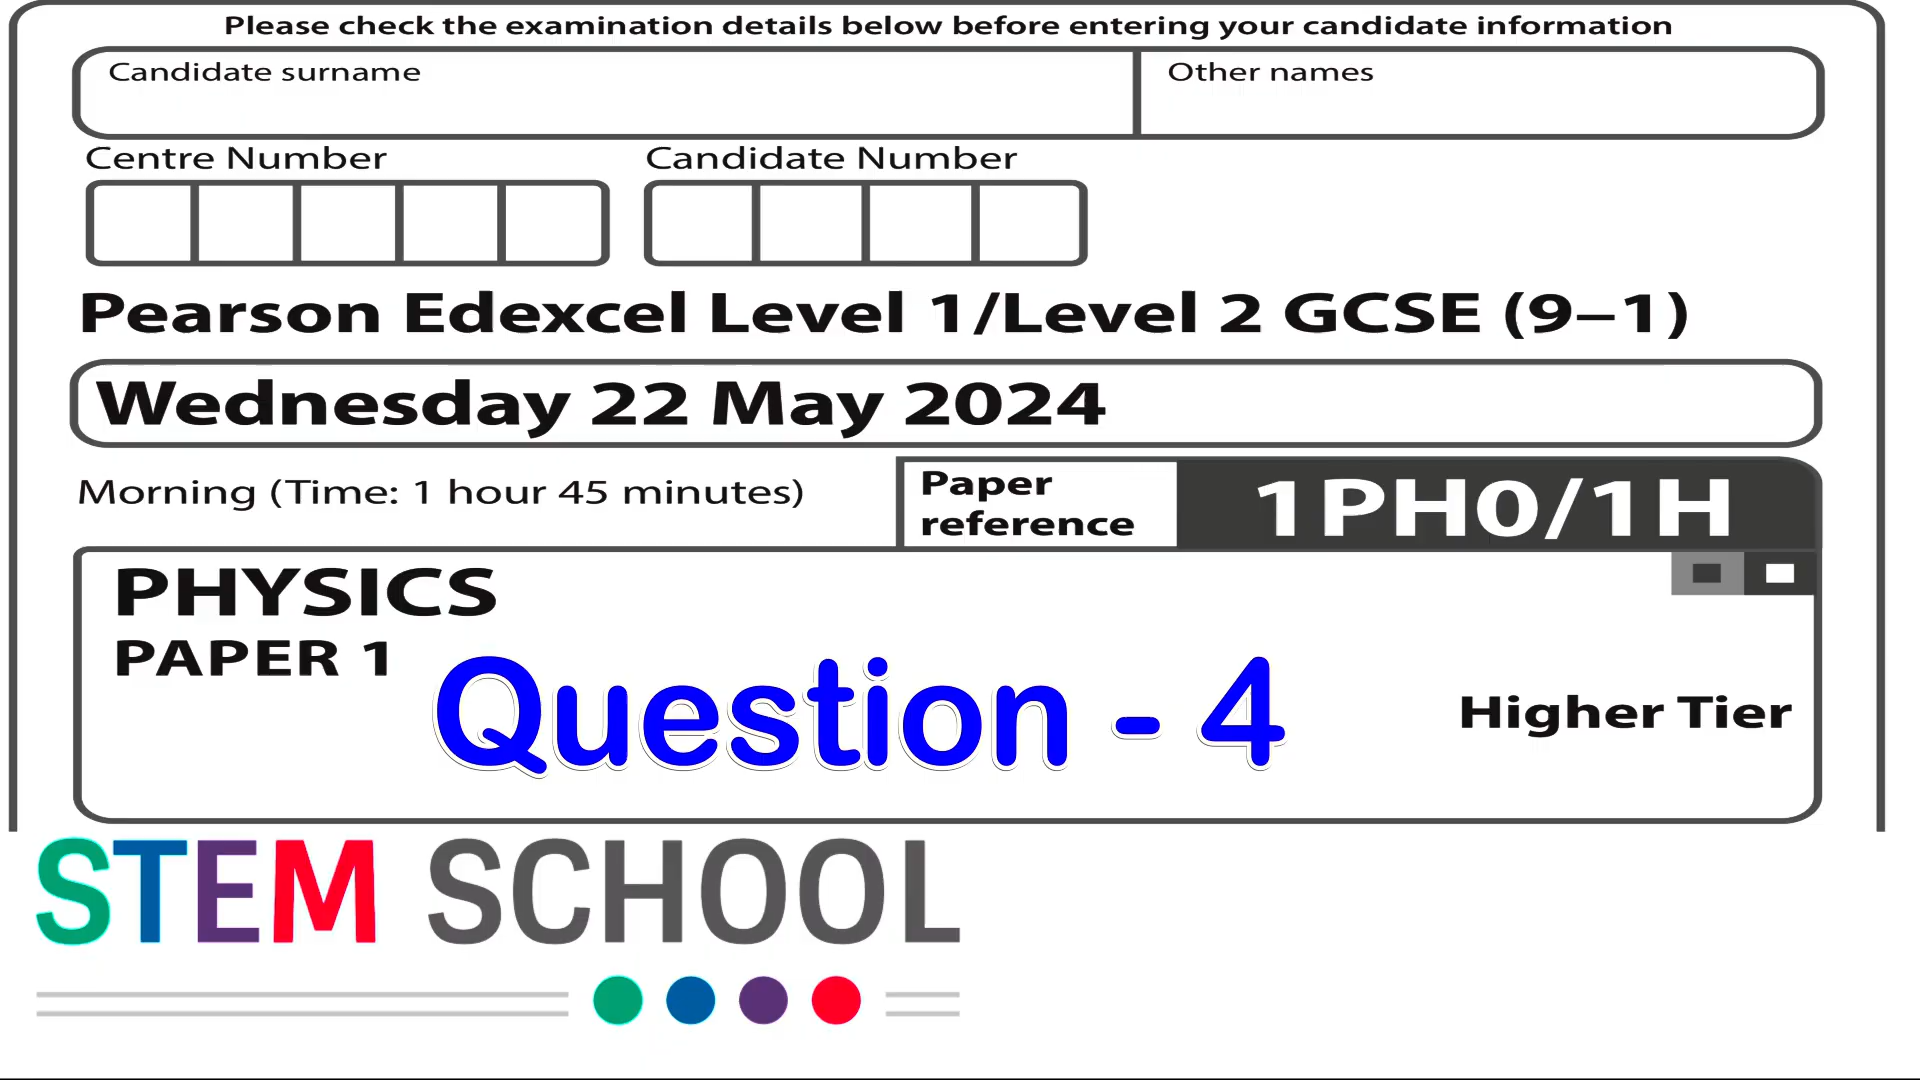 Please check the examination details below before entering your candidate information
Candidate surname
Other names
Centre Number
Candidate Number
Pearson Edexcel Level 1/Level 2 GCSE (9–1)
Wednesday 22 May 2024
Morning (Time: 1 hour 45 minutes)
Paper
reference
1PH0/1H
PHYSICS
PAPER 1
Question - 4
Higher Tier
STEM SCHOOL